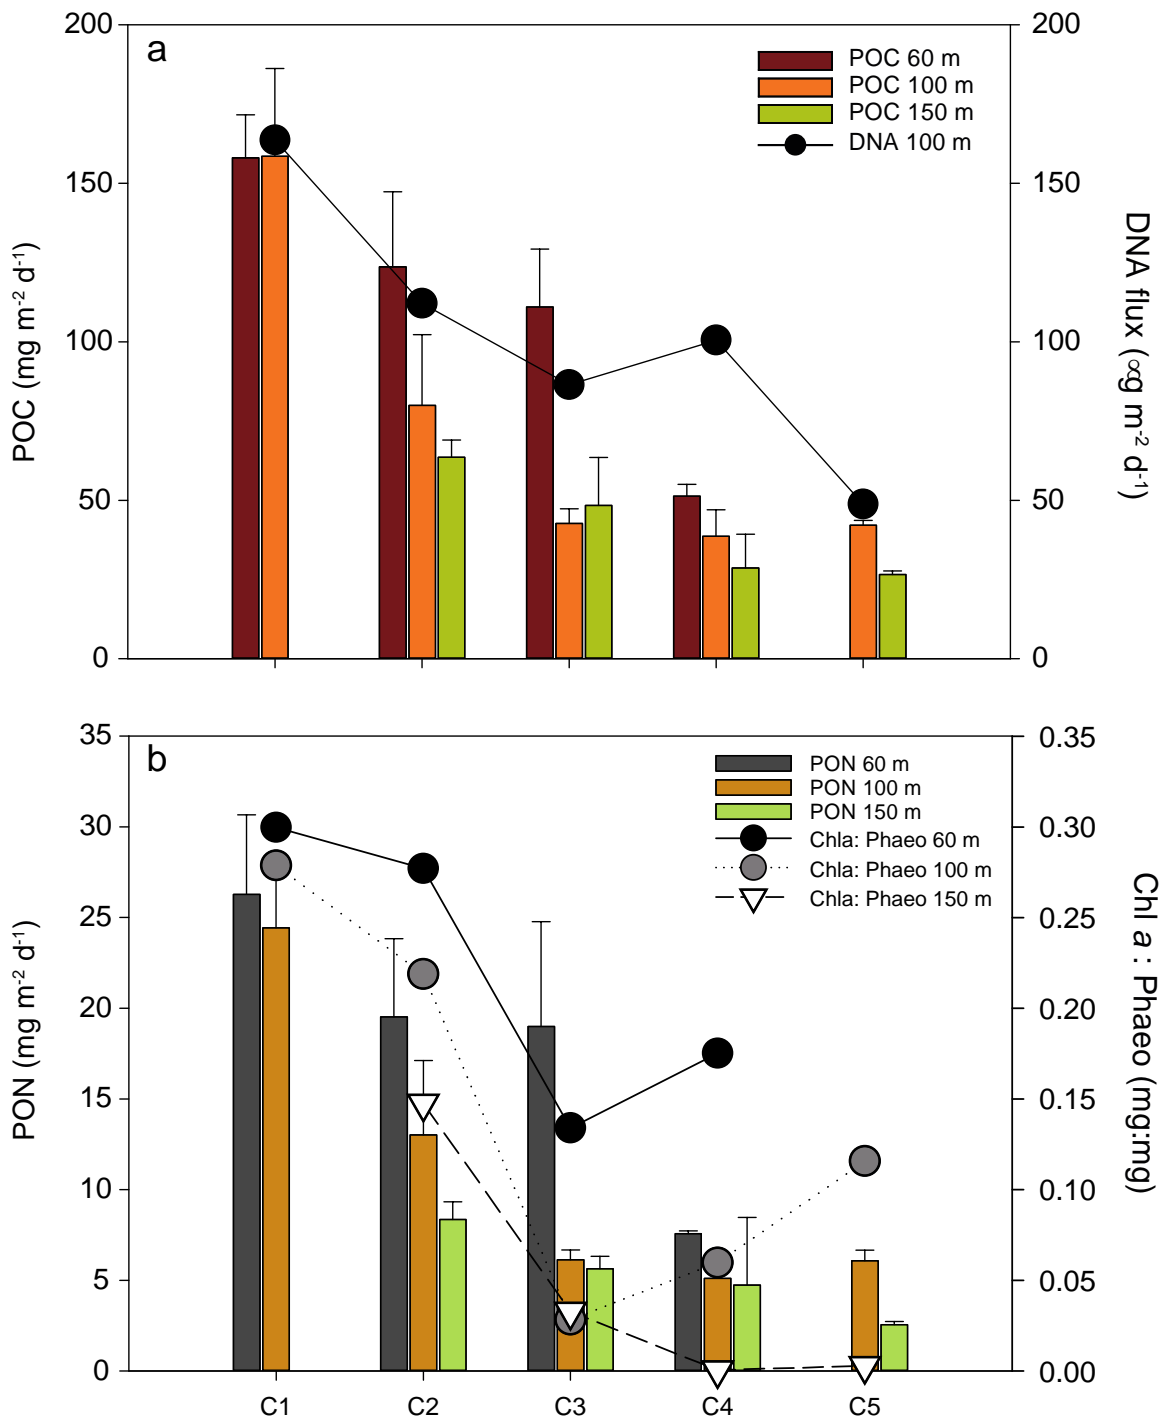 a
200
150
100
50
0
POC (mg m-2 d-1)
POC 60 m
POC 100 m
POC 150 m
DNA 100 m
200
150
100
50
0
DNA flux (∝g m-2 d-1)
b
35
30
25
20
15
10
5
0
PON (mg m-2 d-1)
PON 60 m
PON 100 m
PON 150 m
Chla: Phaeo 60 m
Chla: Phaeo 100 m
Chla: Phaeo 150 m
0.35
0.30
0.25
0.20
0.15
0.10
0.05
0.00
Chl a : Phaeo (mg:mg)
C1 C2 C3 C4 C5